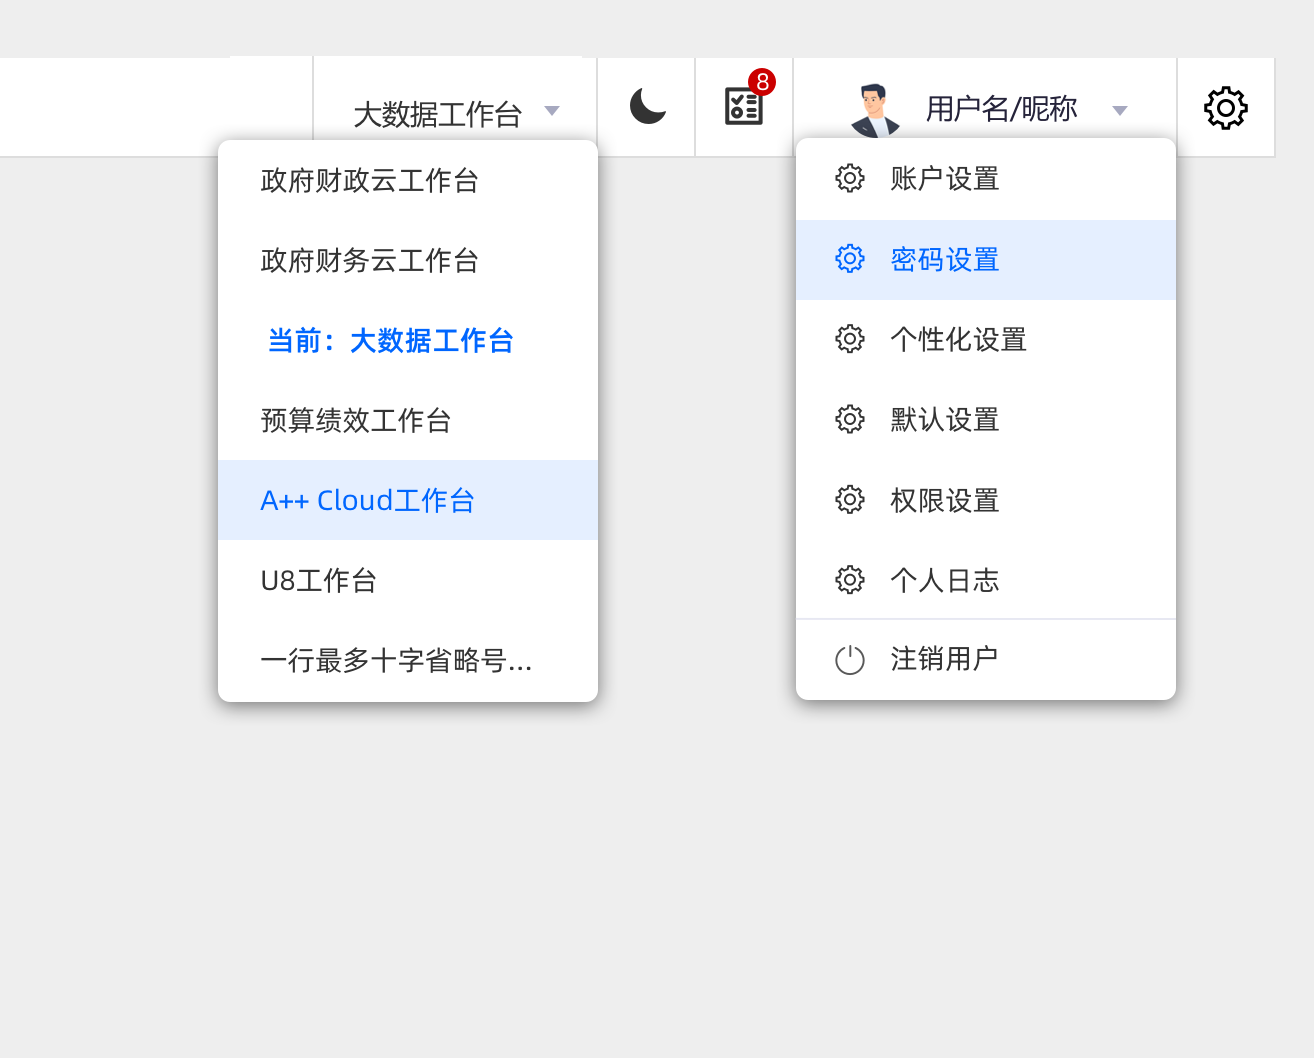 大数据工作台
8
用户名/昵称
政府财政云工作台
政府财务云工作台
当前：大数据工作台
预算绩效工作台
A++ Cloud工作台
U8工作台
一行最多十字省略号...
账户设置
密码设置
个性化设置
默认设置
权限设置
个人日志
注销用户